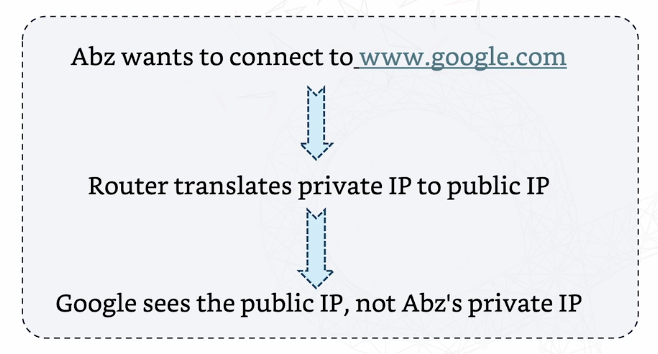 Abz wants to connect to www.google.com
Router translates private IP to public IP
Google sees the public IP, not Abz's private IP